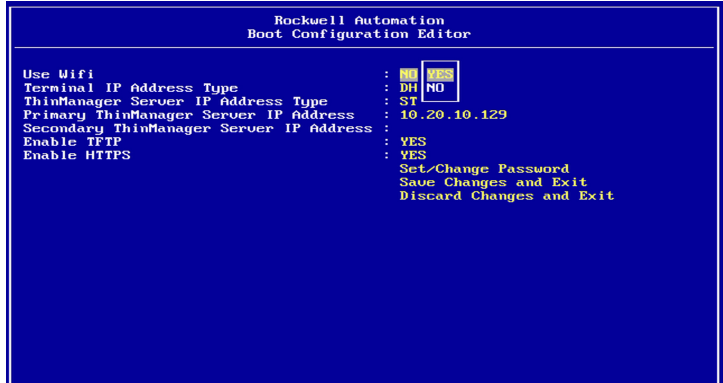 Rockwell Automation
Boot Configuration Editor
Use Wifi : NO YES
Terminal IP Address Type : DH NO
ThinManager Server IP Address Type : ST
Primary ThinManager Server IP Address : 10.20.10.129
Secondary ThinManager Server IP Address :
Enable TFTP : YES
Enable HTTPS : YES
Set/Change Password
Save Changes and Exit
Discard Changes and Exit